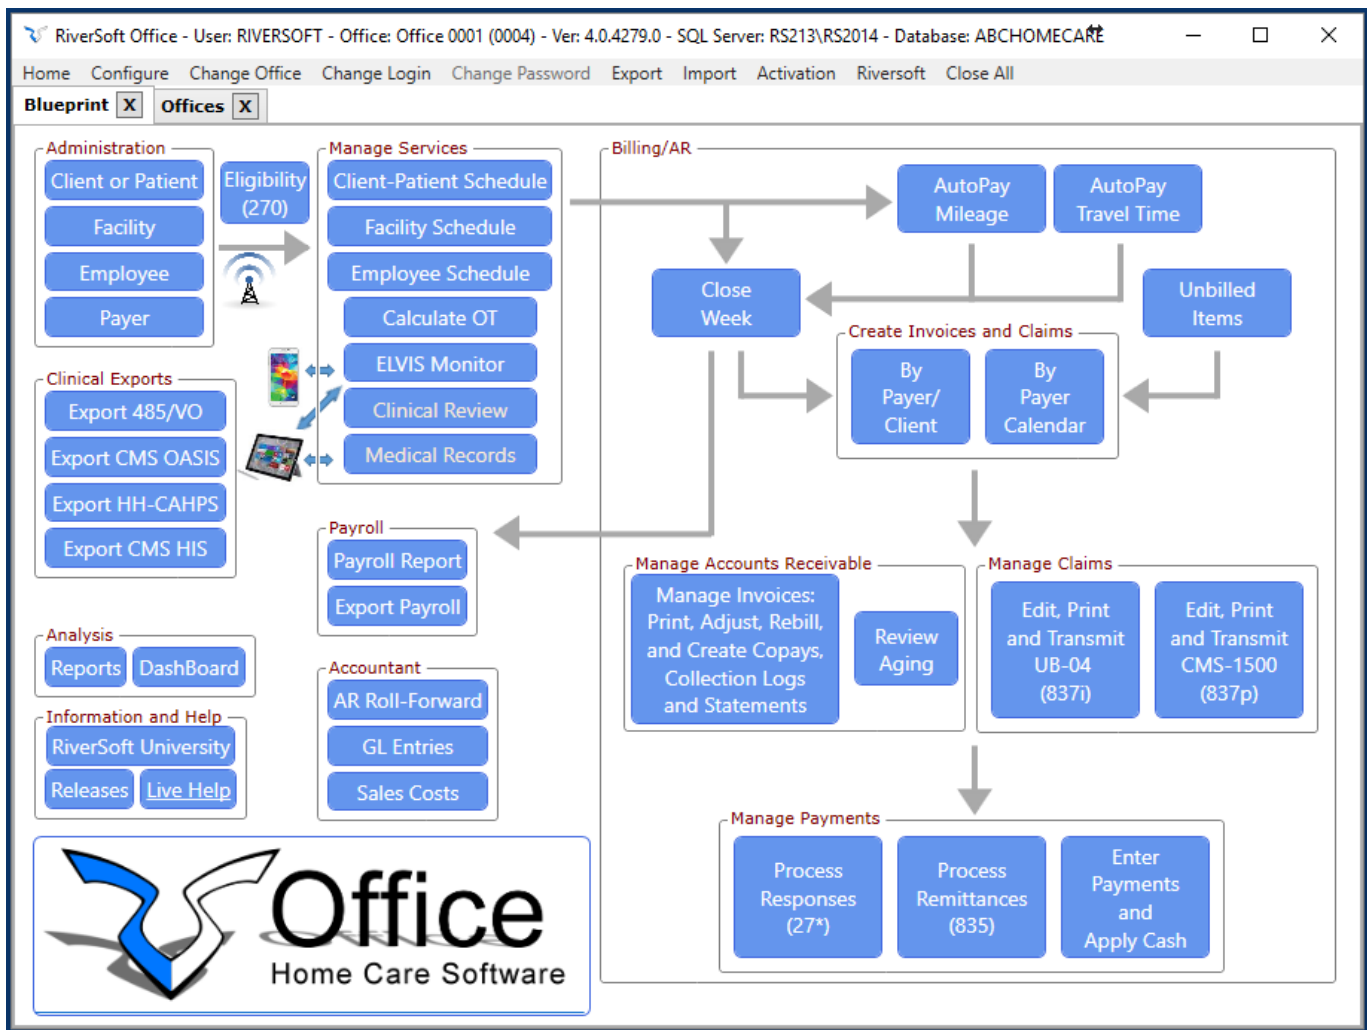 RiverSoft Office - User: RIVERSOFT - Office: Office 0001 (0004) - Ver: 4.0.4279.0 - SQL Server: RS213\RS2014 - Database: ABCHOMECARE
Home Configure Change Office Change Login Change Password Export Import Activation Riversoft Close All
Blueprint X Offices X
Administration
Client or Patient
Facility
Employee
Payer
Eligibility
(270)
Manage Services
Client-Patient Schedule
Facility Schedule
Employee Schedule
Calculate OT
ELVIS Monitor
Clinical Review
Medical Records
Clinical Exports
Export 485/VO
Export CMS OASIS
Export HH-CAHPS
Export CMS HIS
Payroll
Payroll Report
Export Payroll
Analysis
Reports DashBoard
Information and Help
RiverSoft University
Releases Live Help
Accountant
AR Roll-Forward
GL Entries
Sales Costs
Office
Home Care Software
Billing/AR
AutoPay
Mileage
AutoPay
Travel Time
Close
Week
Unbilled
Items
Create Invoices and Claims
By
Payer/
Client
By
Payer
Calendar
Manage Accounts Receivable
Manage Invoices:
Print, Adjust, Rebill,
and Create Copays,
Collection Logs
and Statements
Review
Aging
Manage Claims
Edit, Print
and Transmit
UB-04
(837i)
Edit, Print
and Transmit
CMS-1500
(837p)
Manage Payments
Process
Responses
(27*)
Process
Remittances
(835)
Enter
Payments
and
Apply Cash